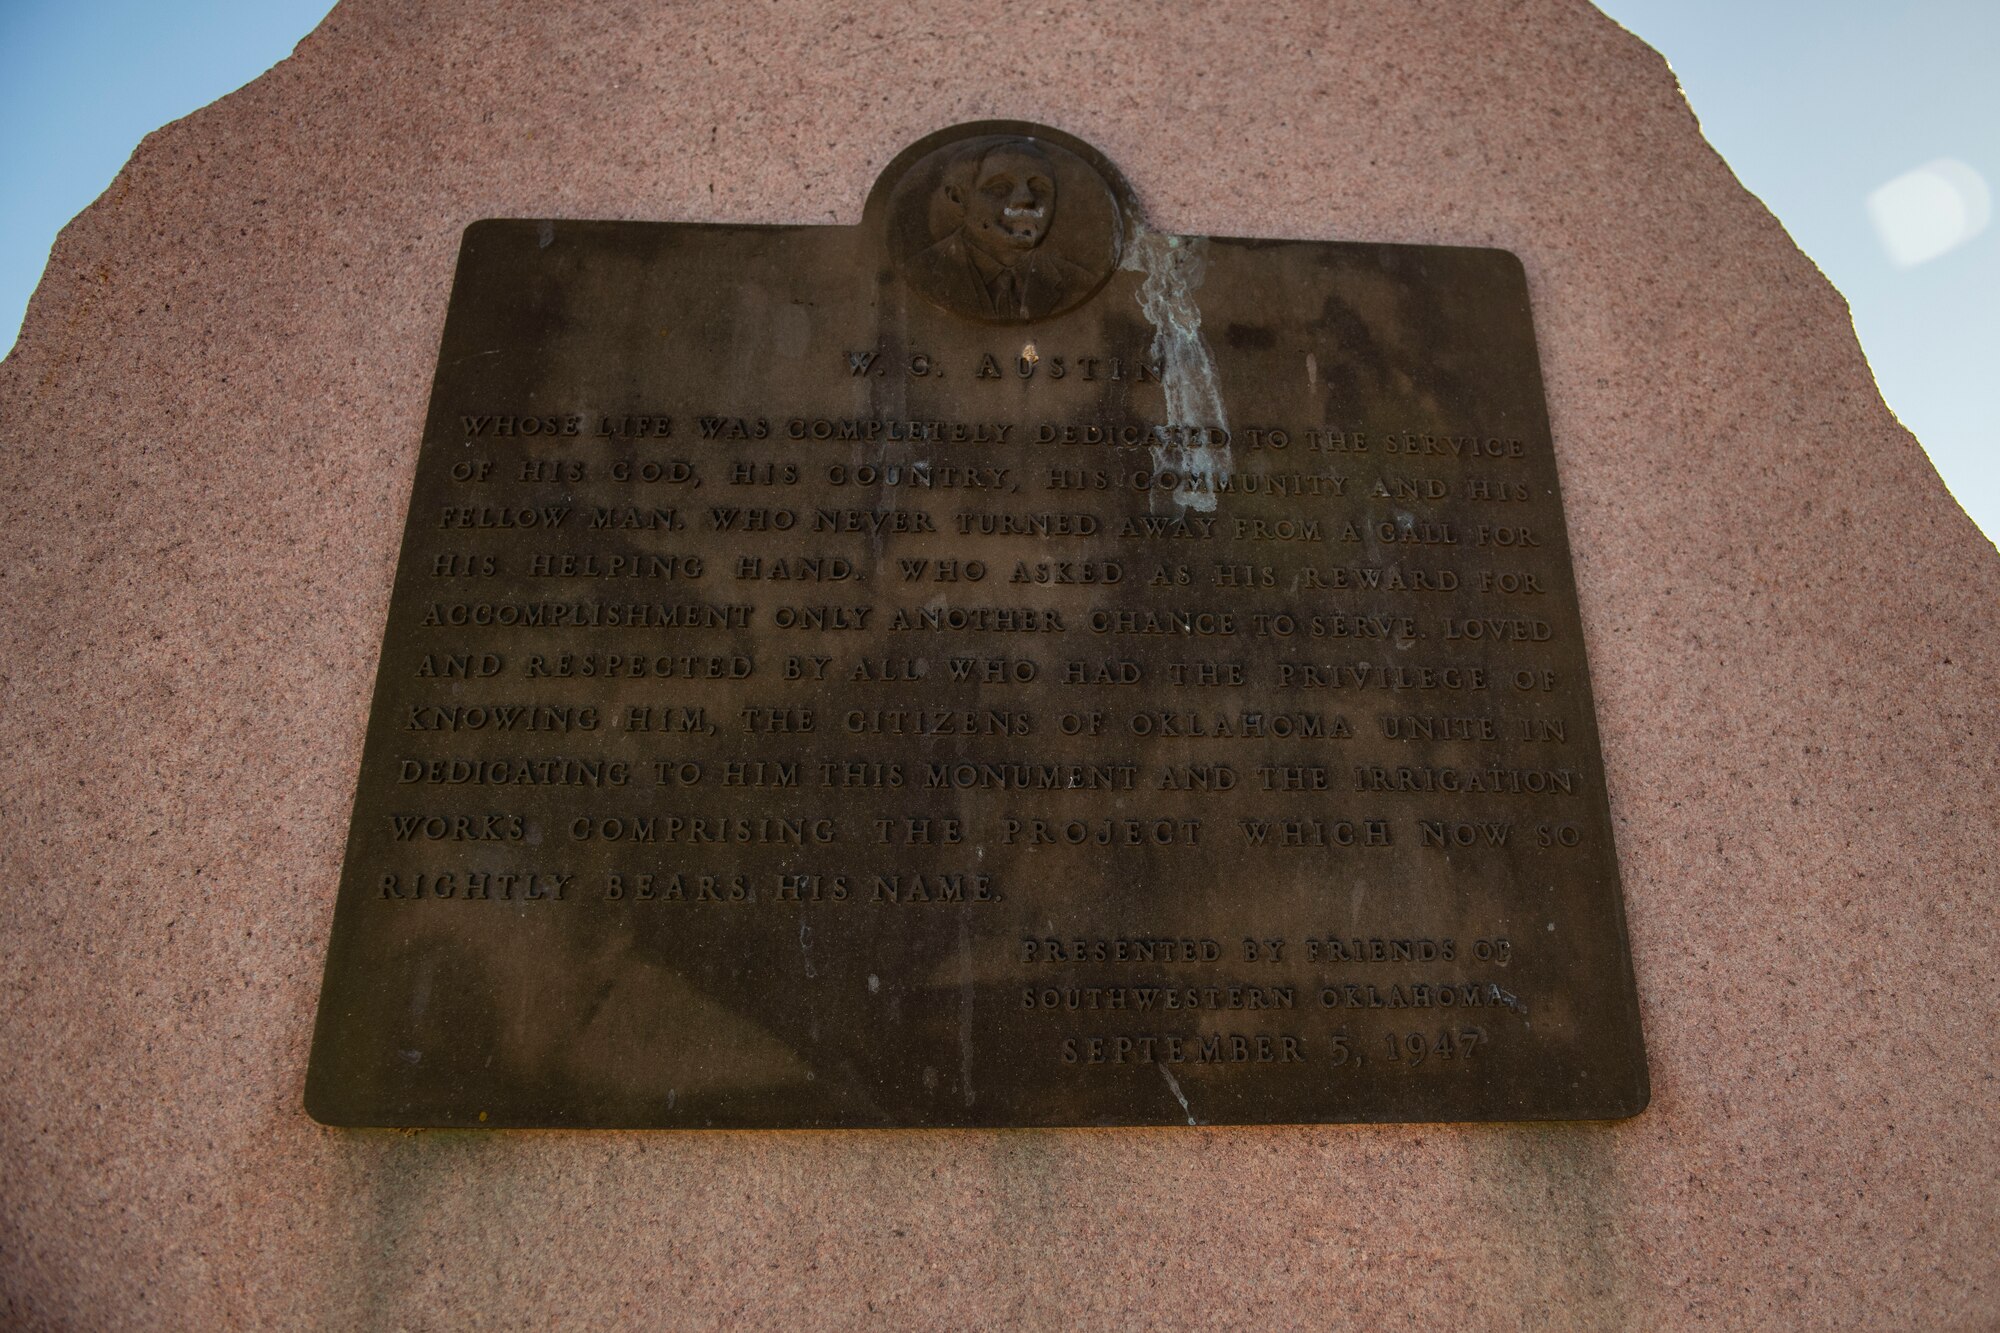 W. C. AUSTIN
WHOSE LIFE WAS COMPLETELY DEDICATED TO THE SERVICE
OF HIS GOD, HIS COUNTRY, HIS COMMUNITY AND HIS
FELLOW MAN. WHO NEVER TURNED AWAY FROM A CALL FOR
HIS HELPING HAND. WHO ASKED AS HIS REWARD FOR
ACCOMPLISHMENT ONLY ANOTHER CHANCE TO SERVE. LOVED
AND RESPECTED BY ALL WHO HAD THE PRIVILEGE OF
KNOWING HIM, THE CITIZENS OF OKLAHOMA UNITE IN
DEDICATING TO HIM THIS MONUMENT AND THE IRRIGATION
WORKS COMPRISING THE PROJECT WHICH NOW SO
RIGHTLY BEARS HIS NAME.
PRESENTED BY FRIENDS OF
SOUTHWESTERN OKLAHOMA,
SEPTEMBER 5, 1947